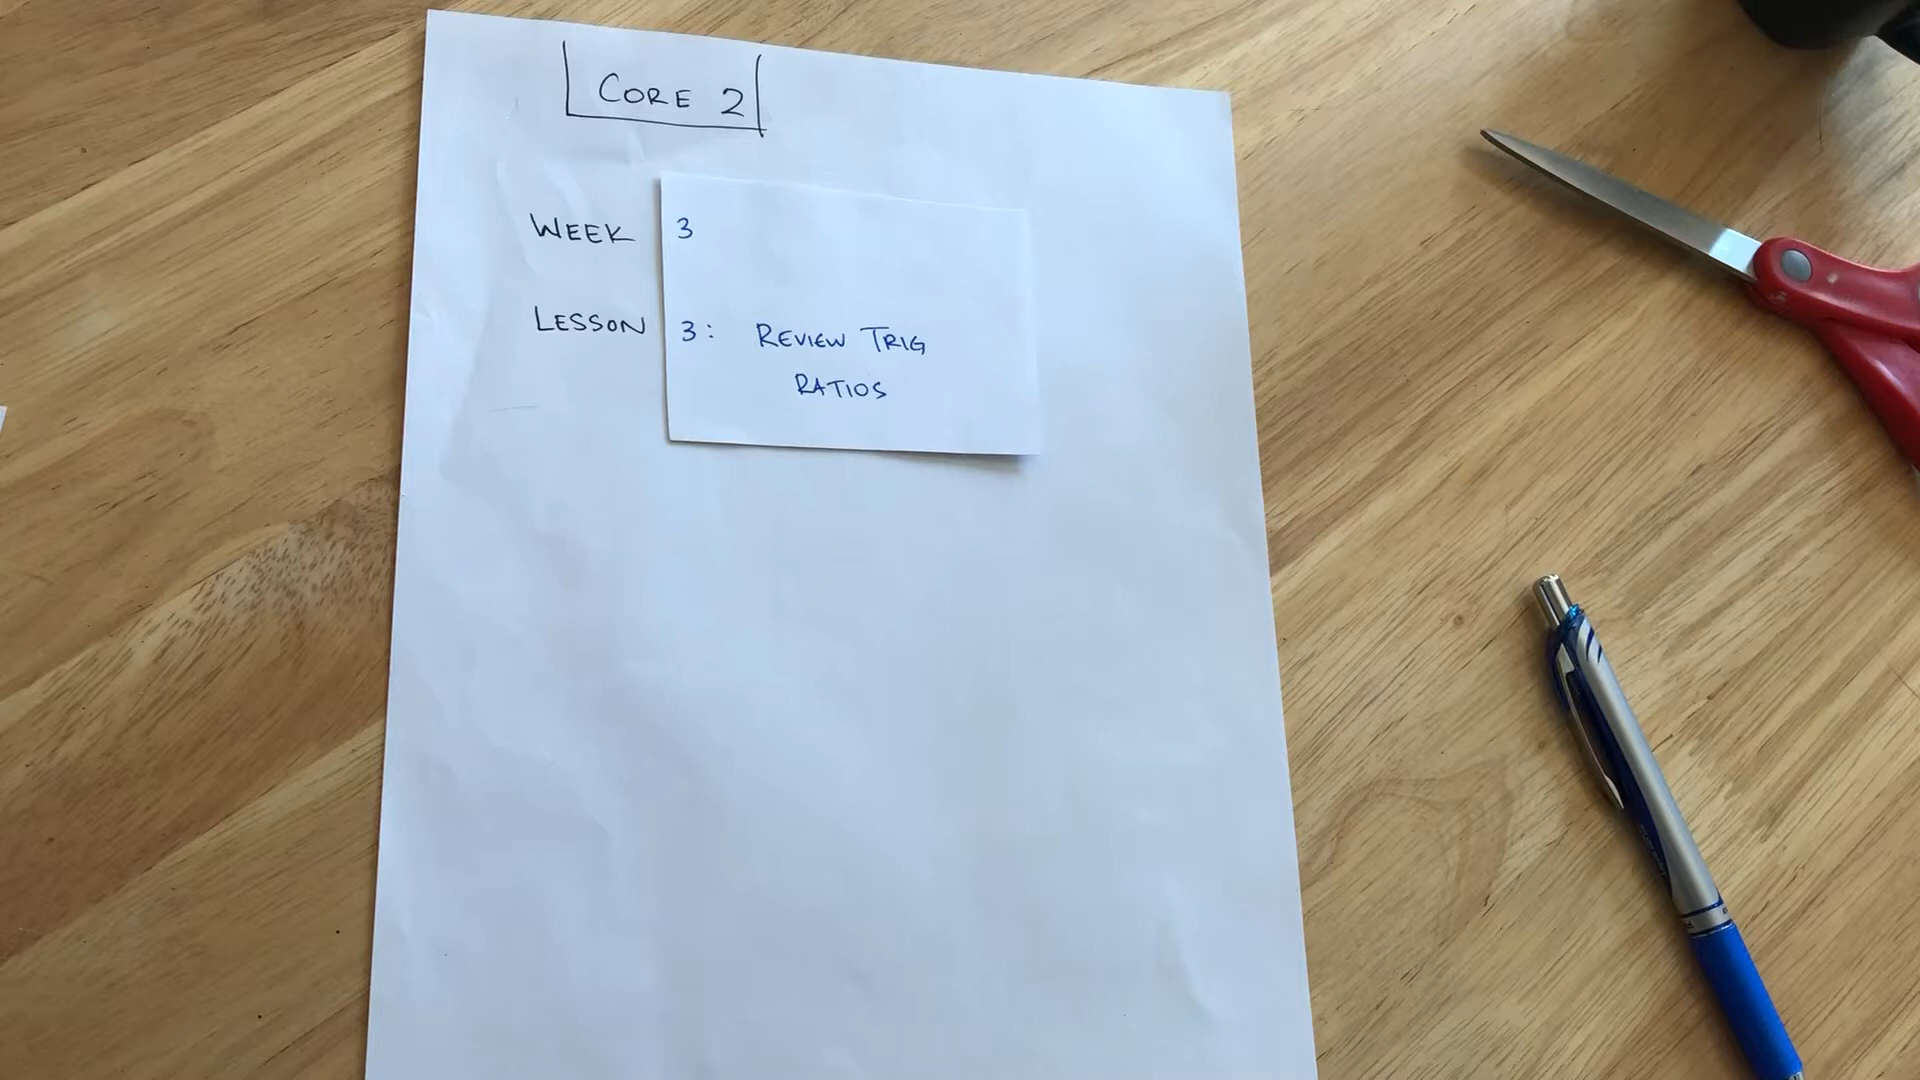 CORE 2
WEEK 3
LESSON 3: REVIEW TRIG
RATIOS